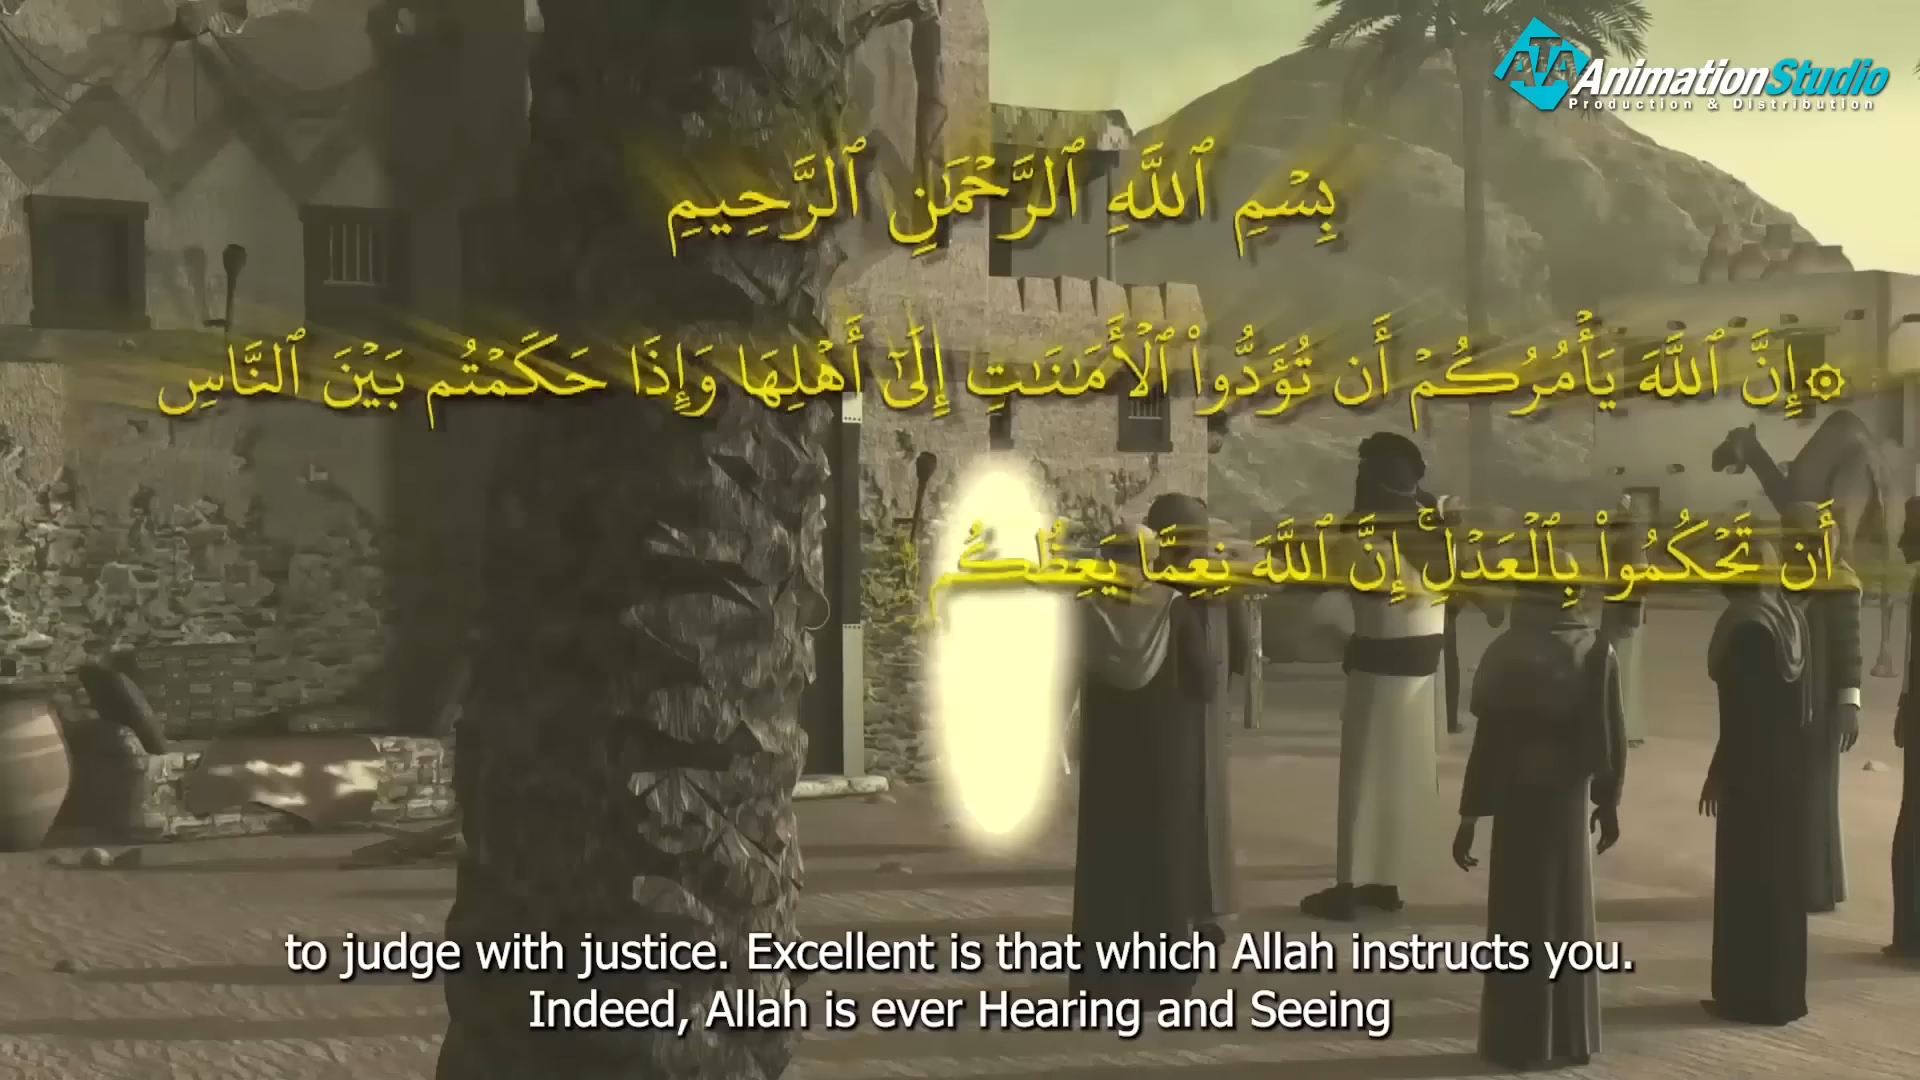 AnimationStudio
Production & Distribution
بِسْمِ ٱللَّهِ ٱلرَّحْمَٰنِ ٱلرَّحِيمِ
۞إِنَّ ٱللَّهَ يَأْمُرُكُمْ أَن تُؤَدُّوا۟ ٱلْأَمَٰنَٰتِ إِلَىٰٓ أَهْلِهَا وَإِذَا حَكَمْتُم بَيْنَ ٱلنَّاسِ
أَن تَحْكُمُوا۟ بِٱلْعَدْلِ ۚ إِنَّ ٱللَّهَ نِعِمَّا يَعِظُكُم
to judge with justice. Excellent is that which Allah instructs you.
Indeed, Allah is ever Hearing and Seeing